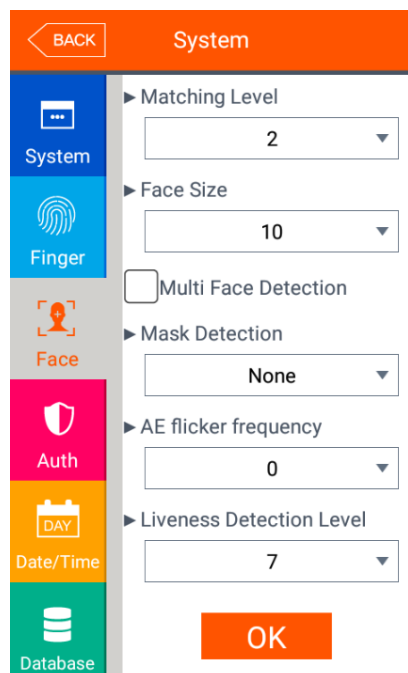 BACK
System
System
Finger
Face
Auth
DAY
Date/Time
Database
► Matching Level
2
► Face Size
10
Multi Face Detection
► Mask Detection
None
► AE flicker frequency
0
► Liveness Detection Level
7
OK